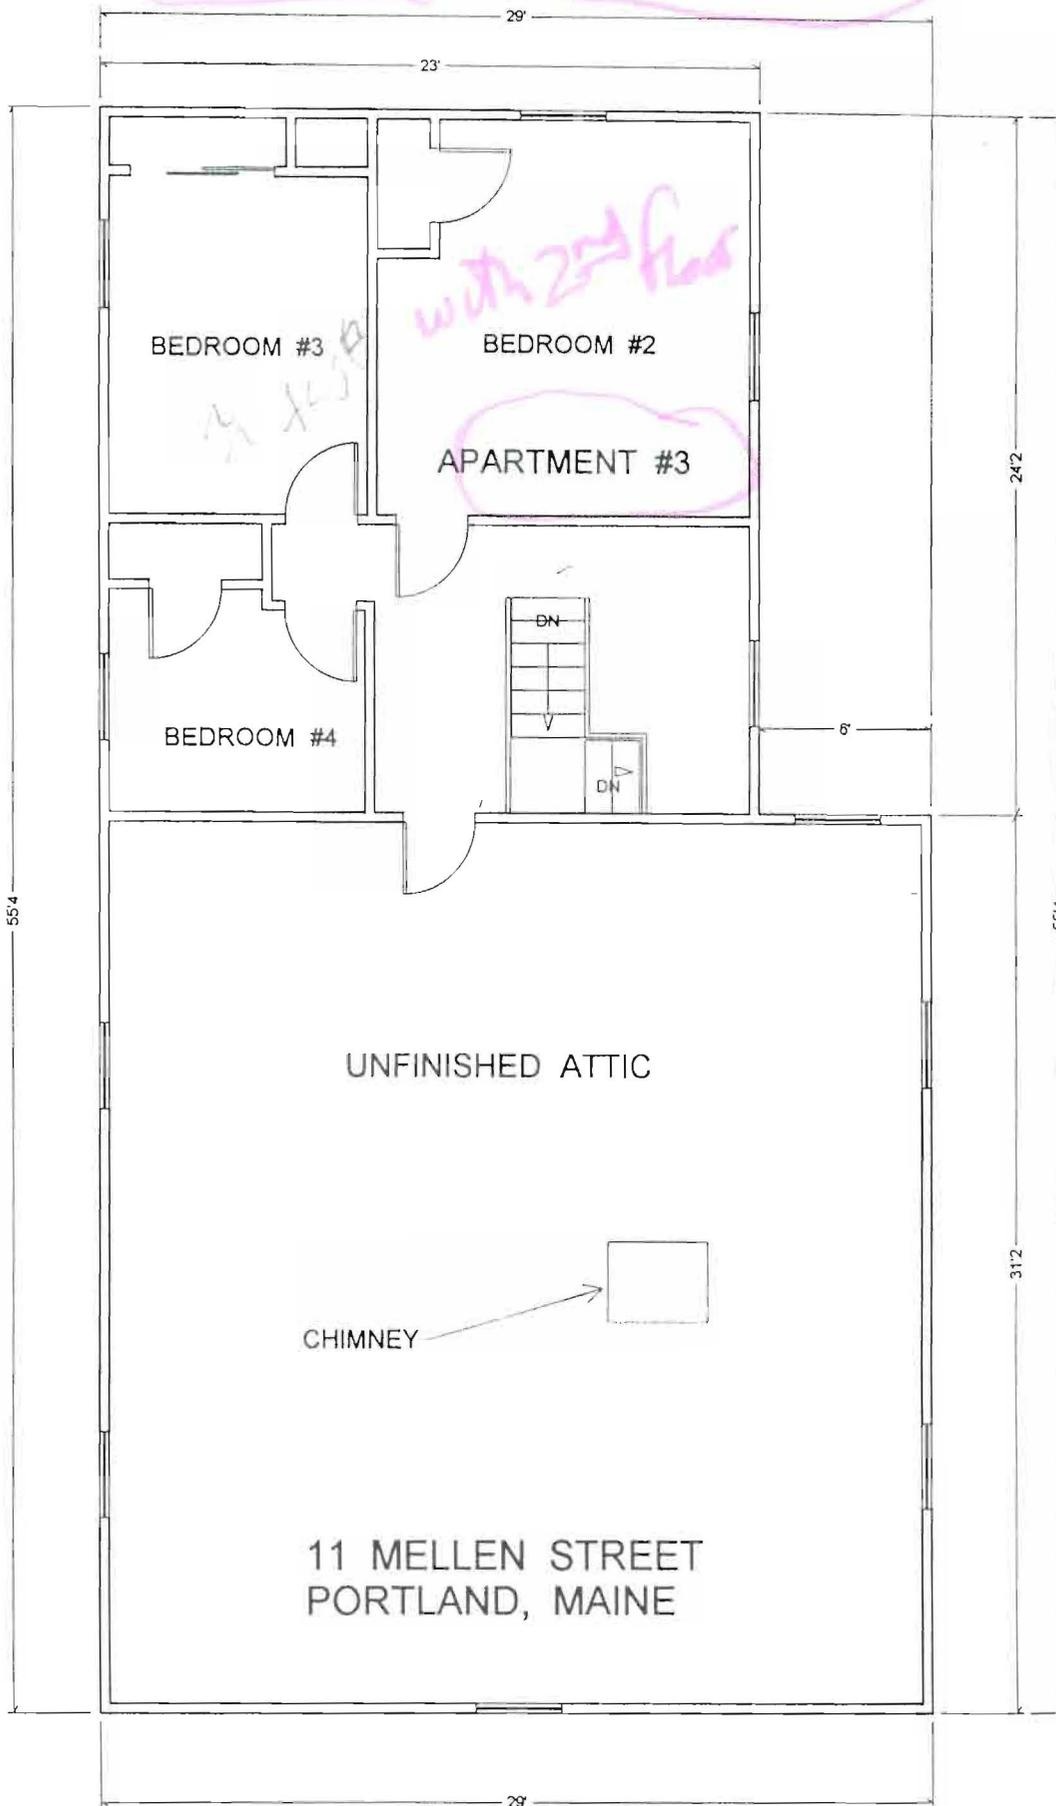 29'
23'
with 2nd floor
BEDROOM #3
BEDROOM #2
APARTMENT #3
24'2
DN
6'
BEDROOM #4
DN
55'4
UNFINISHED ATTIC
31'2
CHIMNEY
11 MELLEN STREET
PORTLAND, MAINE
29'